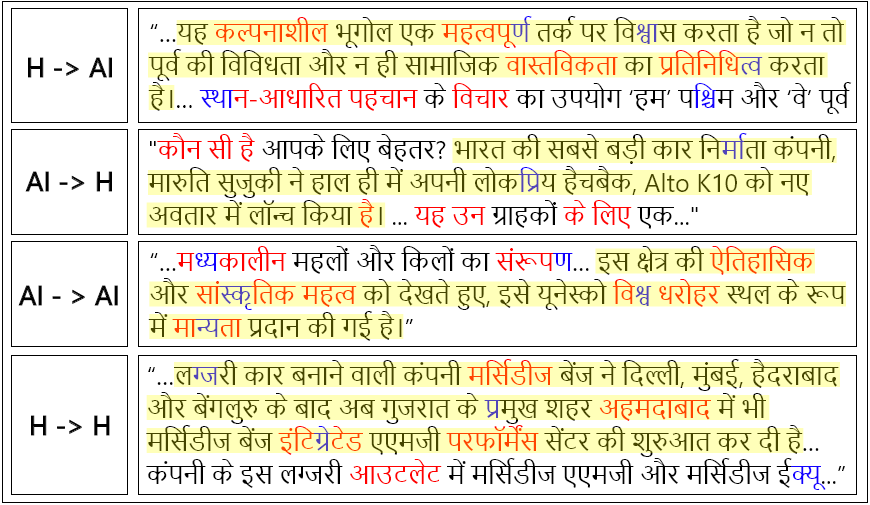 H -> AI
“...यह कल्पनाशील भूगोल एक महत्वपूर्ण तर्क पर विश्वास करता है जो न तो
पूर्व की विविधता और न ही सामाजिक वास्तविकता का प्रतिनिधित्व करता
है।... स्थान-आधारित पहचान के विचार का उपयोग ‘हम’ पश्चिम और ‘वे’ पूर्व
AI -> H
"कौन सी है आपके लिए बेहतर? भारत की सबसे बड़ी कार निर्माता कंपनी,
मारुति सुजुकी ने हाल ही में अपनी लोकप्रिय हैचबैक, Alto K10 को नए
अवतार में लॉन्च किया है। ... यह उन ग्राहकों के लिए एक..."
AI - > AI
“...मध्यकालीन महलों और किलों का संरूपण... इस क्षेत्र की ऐतिहासिक
और सांस्कृतिक महत्व को देखते हुए, इसे यूनेस्को विश्व धरोहर स्थल के रूप
में मान्यता प्रदान की गई है।”
H -> H
“...लग्जरी कार बनाने वाली कंपनी मर्सिडीज बेंज ने दिल्ली, मुंबई, हैदराबाद
और बेंगलुरु के बाद अब गुजरात के प्रमुख शहर अहमदाबाद में भी
मर्सिडीज बेंज इंटिग्रेटेड एएमजी परफॉर्मेंस सेंटर की शुरुआत कर दी है...
कंपनी के इस लग्जरी आउटलेट में मर्सिडीज एएमजी और मर्सिडीज ईक्यू...”